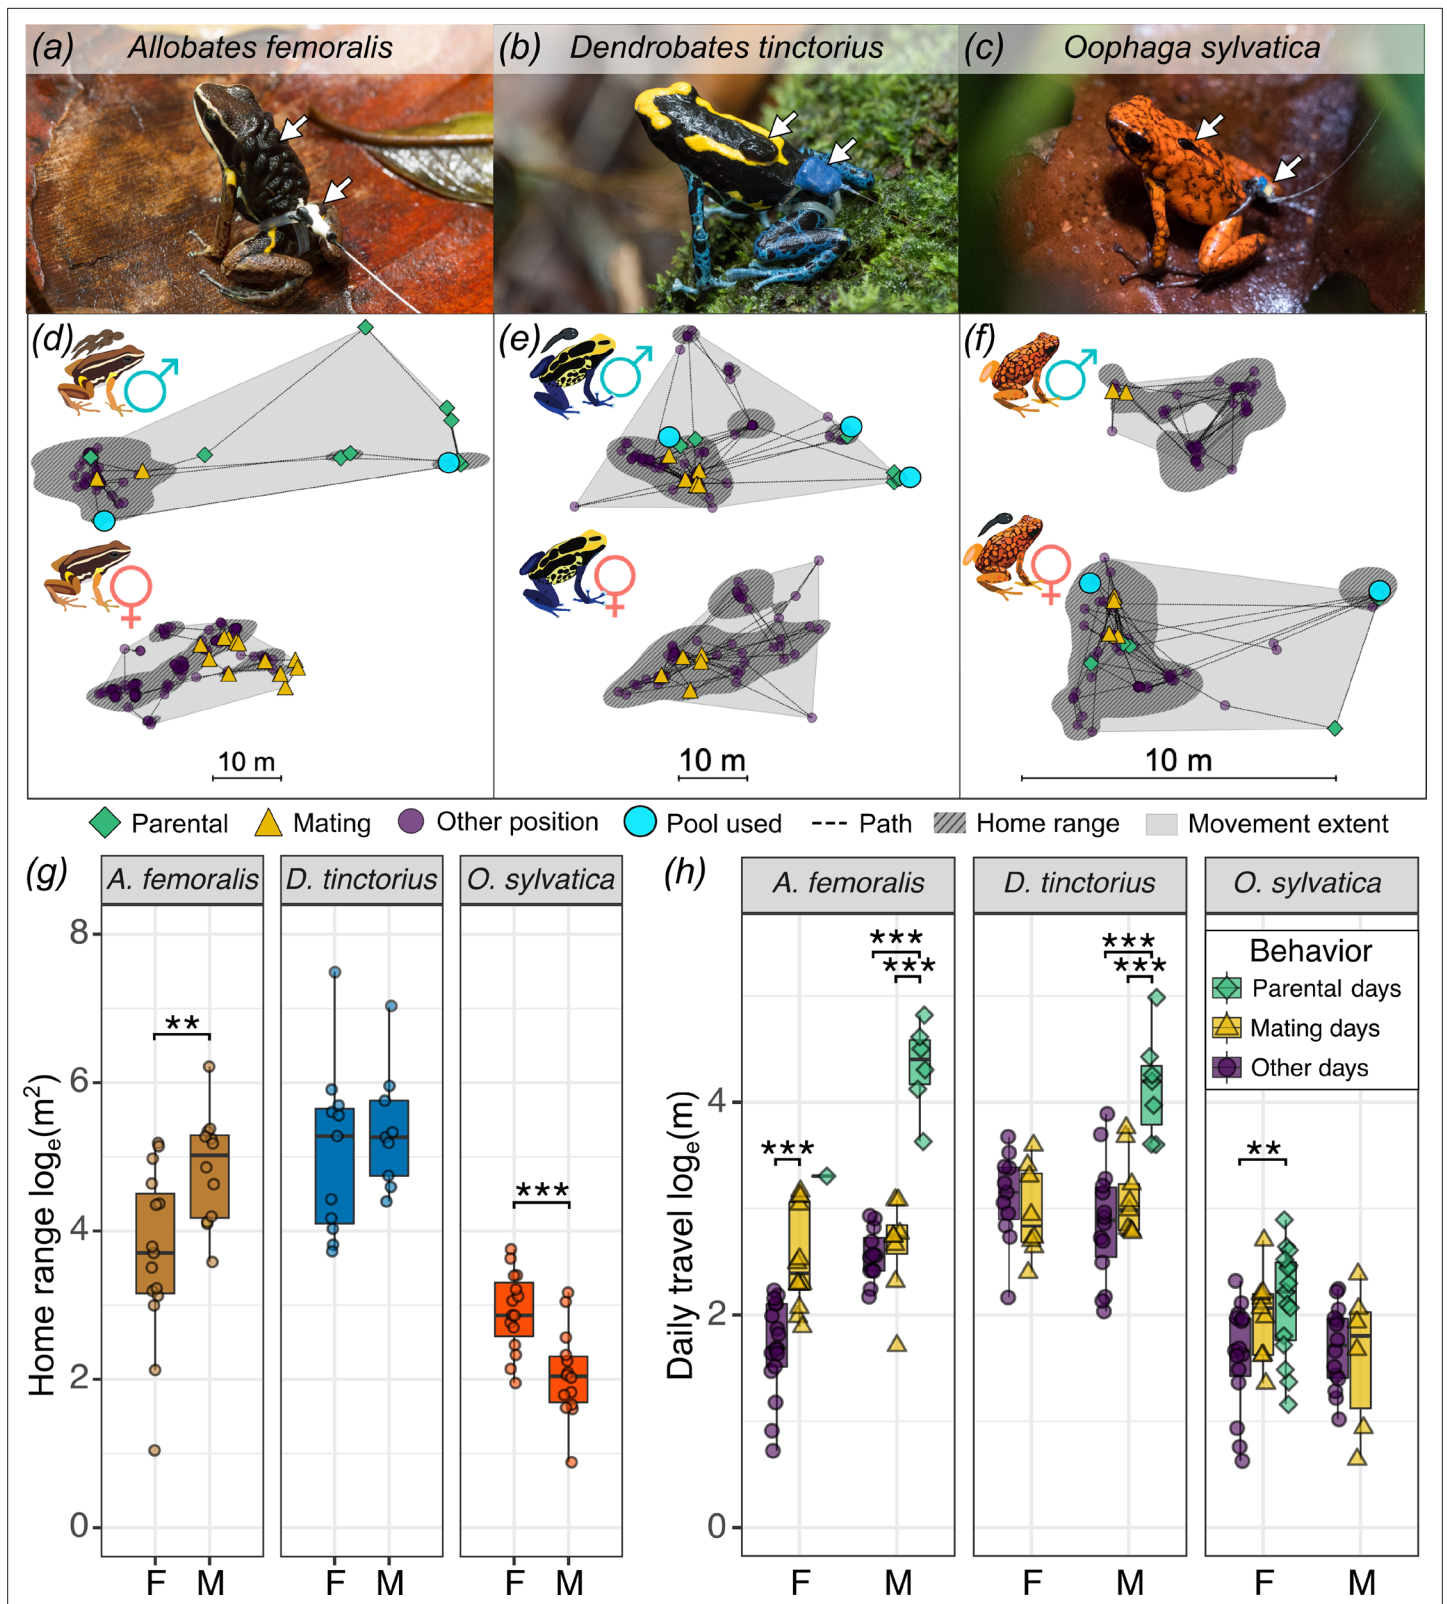 (a) Allobates femoralis
(b) Dendrobates tinctorius
(c) Oophaga sylvatica
(d)
(e)
(f)
10 m
10 m
10 m
Parental Mating Other position Pool used Path Home range Movement extent
(g)
A. femoralis D. tinctorius O. sylvatica
Home range logₑ(m²)
8
6
4
2
0
**
***
F M F M F M
(h)
A. femoralis D. tinctorius O. sylvatica
Daily travel logₑ(m)
4
2
0
***
***
***
***
***
**
Behavior
Parental days
Mating days
Other days
F M F M F M